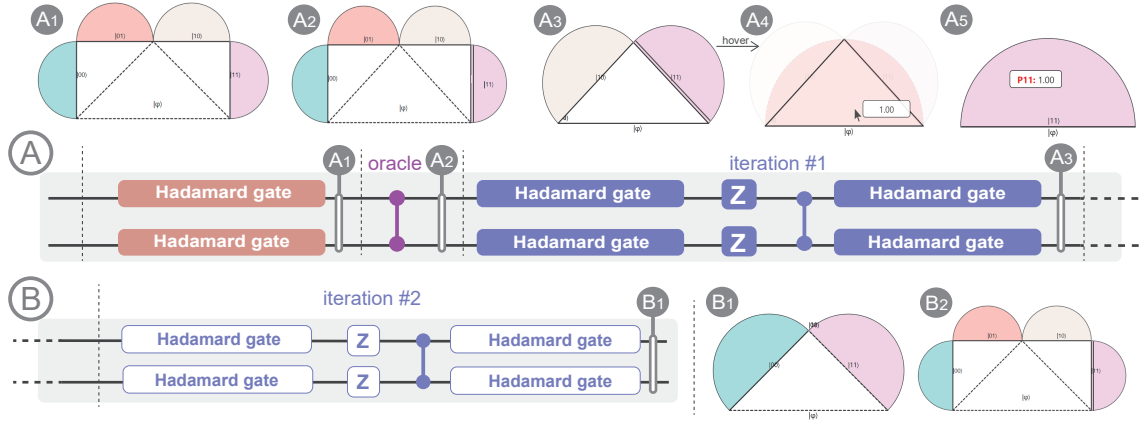 A1
|01⟩
|10⟩
|00⟩
|11⟩
|φ⟩
A2
|01⟩
|10⟩
|00⟩
|11⟩
|φ⟩
A3
|10⟩
|11⟩
|φ⟩
hover
A4
1.00
|φ⟩
A5
P11: 1.00
|11⟩
|φ⟩
A
A1
oracle
A2
iteration #1
A3
Hadamard gate
Hadamard gate
Z
Hadamard gate
Hadamard gate
Hadamard gate
Z
Hadamard gate
B
iteration #2
B1
Hadamard gate
Z
Hadamard gate
Hadamard gate
Z
Hadamard gate
B1
|00⟩
|11⟩
|φ⟩
B2
|01⟩
|10⟩
|00⟩
|11⟩
|φ⟩